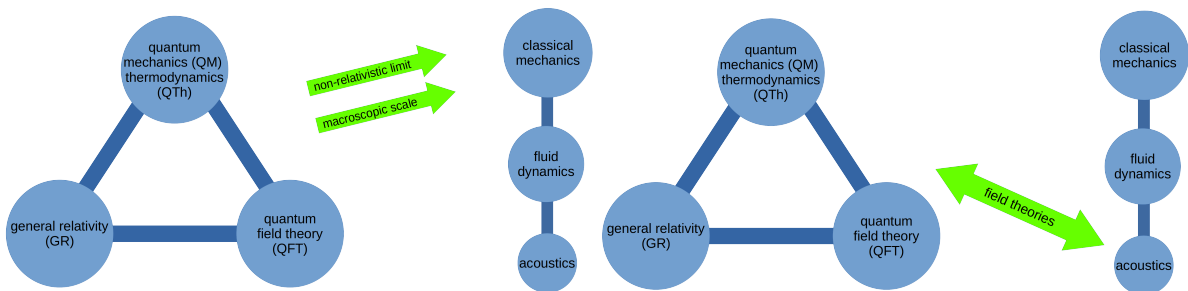 quantum
mechanics (QM)
thermodynamics
(QTh)
general relativity
(GR)
quantum
field theory
(QFT)
non-relativistic limit
macroscopic scale
classical
mechanics
fluid
dynamics
acoustics
quantum
mechanics (QM)
thermodynamics
(QTh)
general relativity
(GR)
quantum
field theory
(QFT)
field theories
classical
mechanics
fluid
dynamics
acoustics